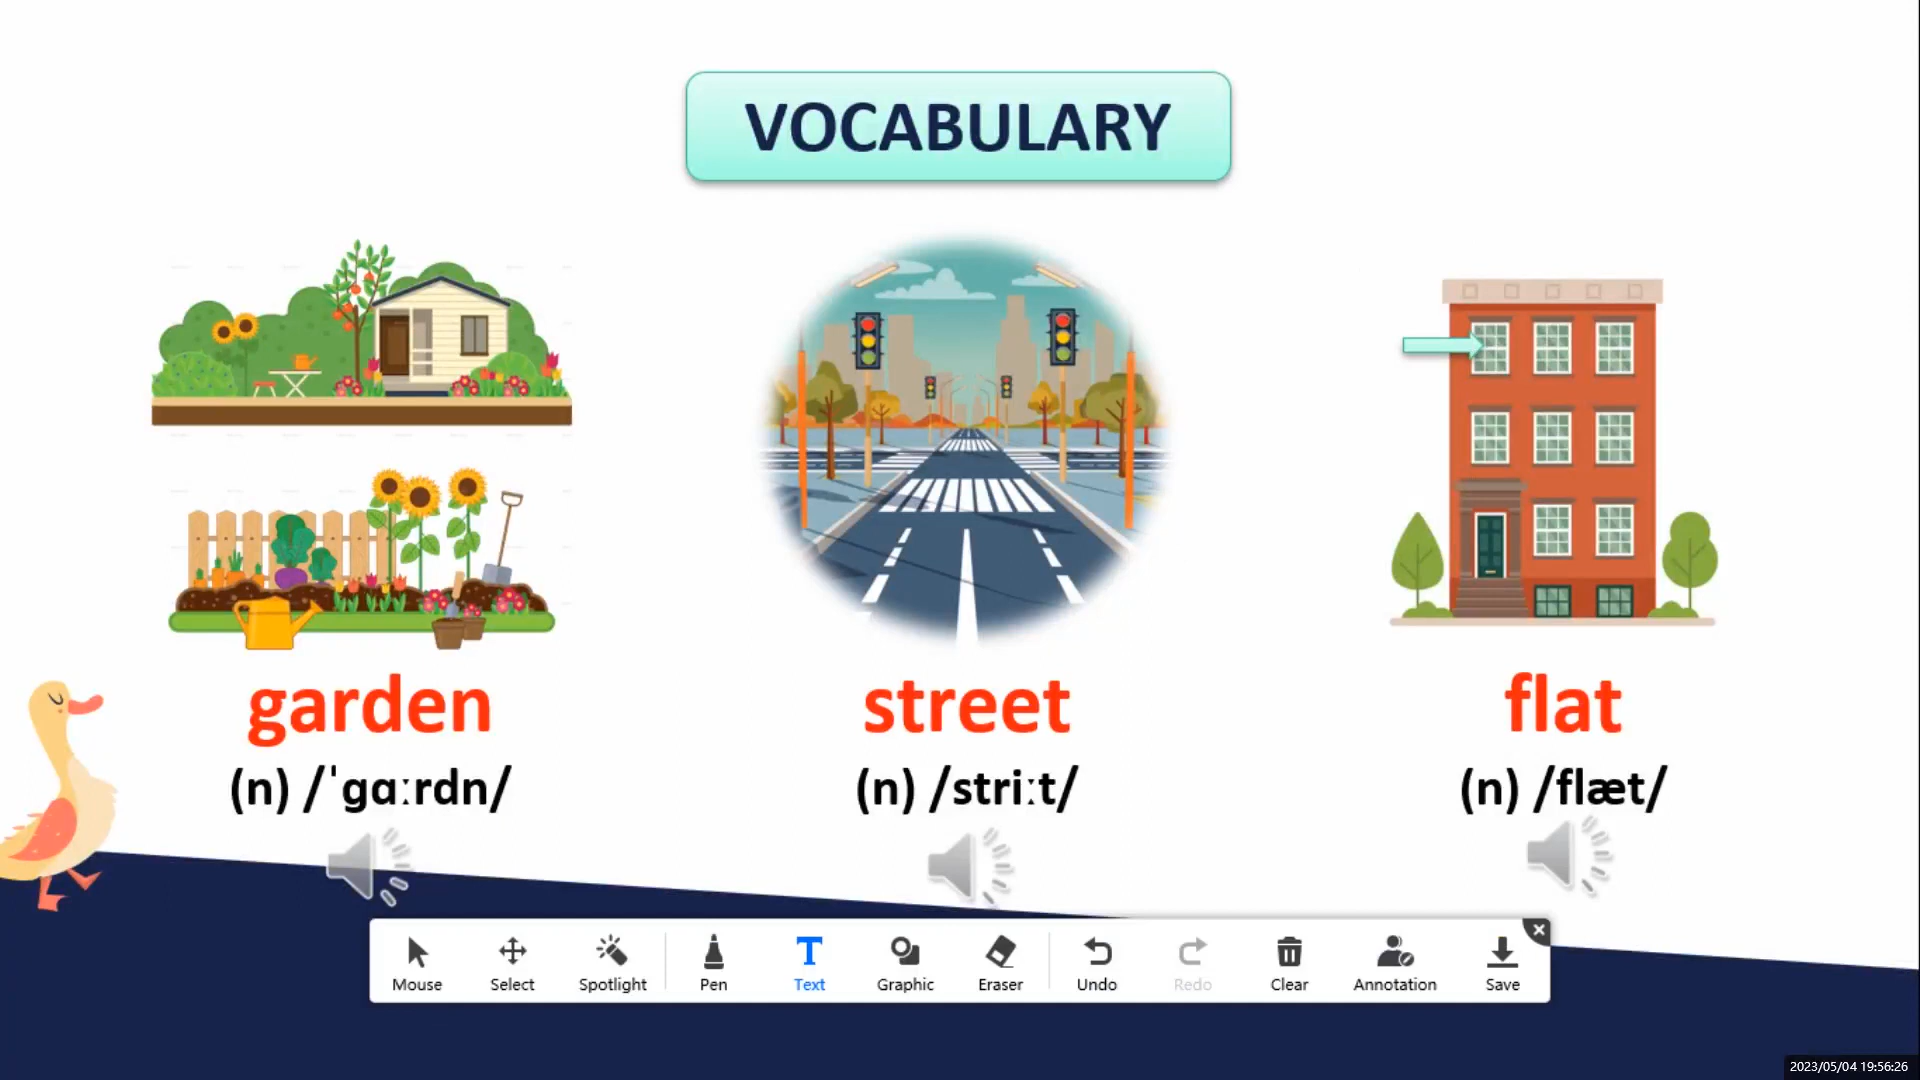 VOCABULARY
garden
(n) /ˈgɑːrdn/
street
(n) /striːt/
flat
(n) /flæt/
Mouse
Select
Spotlight
Pen
T
Text
Graphic
Eraser
Undo
Redo
Clear
Annotation
Save
2023/05/04 19:56:26